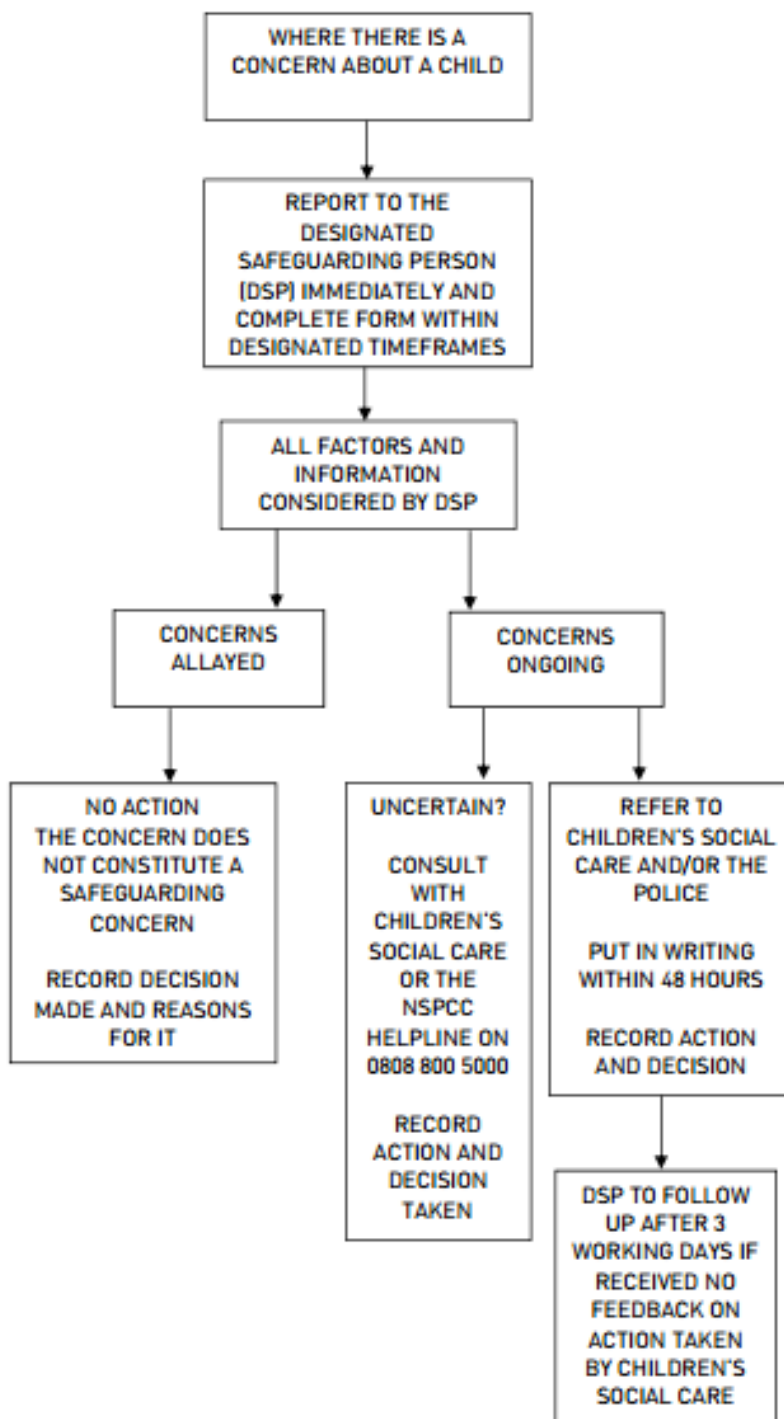 WHERE THERE IS A
CONCERN ABOUT A CHILD
REPORT TO THE
DESIGNATED
SAFEGUARDING PERSON
(DSP) IMMEDIATELY AND
COMPLETE FORM WITHIN
DESIGNATED TIMEFRAMES
ALL FACTORS AND
INFORMATION
CONSIDERED BY DSP
CONCERNS
ALLAYED
CONCERNS
ONGOING
NO ACTION
THE CONCERN DOES
NOT CONSTITUTE A
SAFEGUARDING
CONCERN
RECORD DECISION
MADE AND REASONS
FOR IT
UNCERTAIN?
CONSULT
WITH
CHILDREN'S
SOCIAL CARE
OR THE
NSPCC
HELPLINE ON
0808 800 5000
RECORD
ACTION AND
DECISION
TAKEN
REFER TO
CHILDREN'S SOCIAL
CARE AND/OR THE
POLICE
PUT IN WRITING
WITHIN 48 HOURS
RECORD ACTION
AND DECISION
DSP TO FOLLOW
UP AFTER 3
WORKING DAYS IF
RECEIVED NO
FEEDBACK ON
ACTION TAKEN
BY CHILDREN'S
SOCIAL CARE